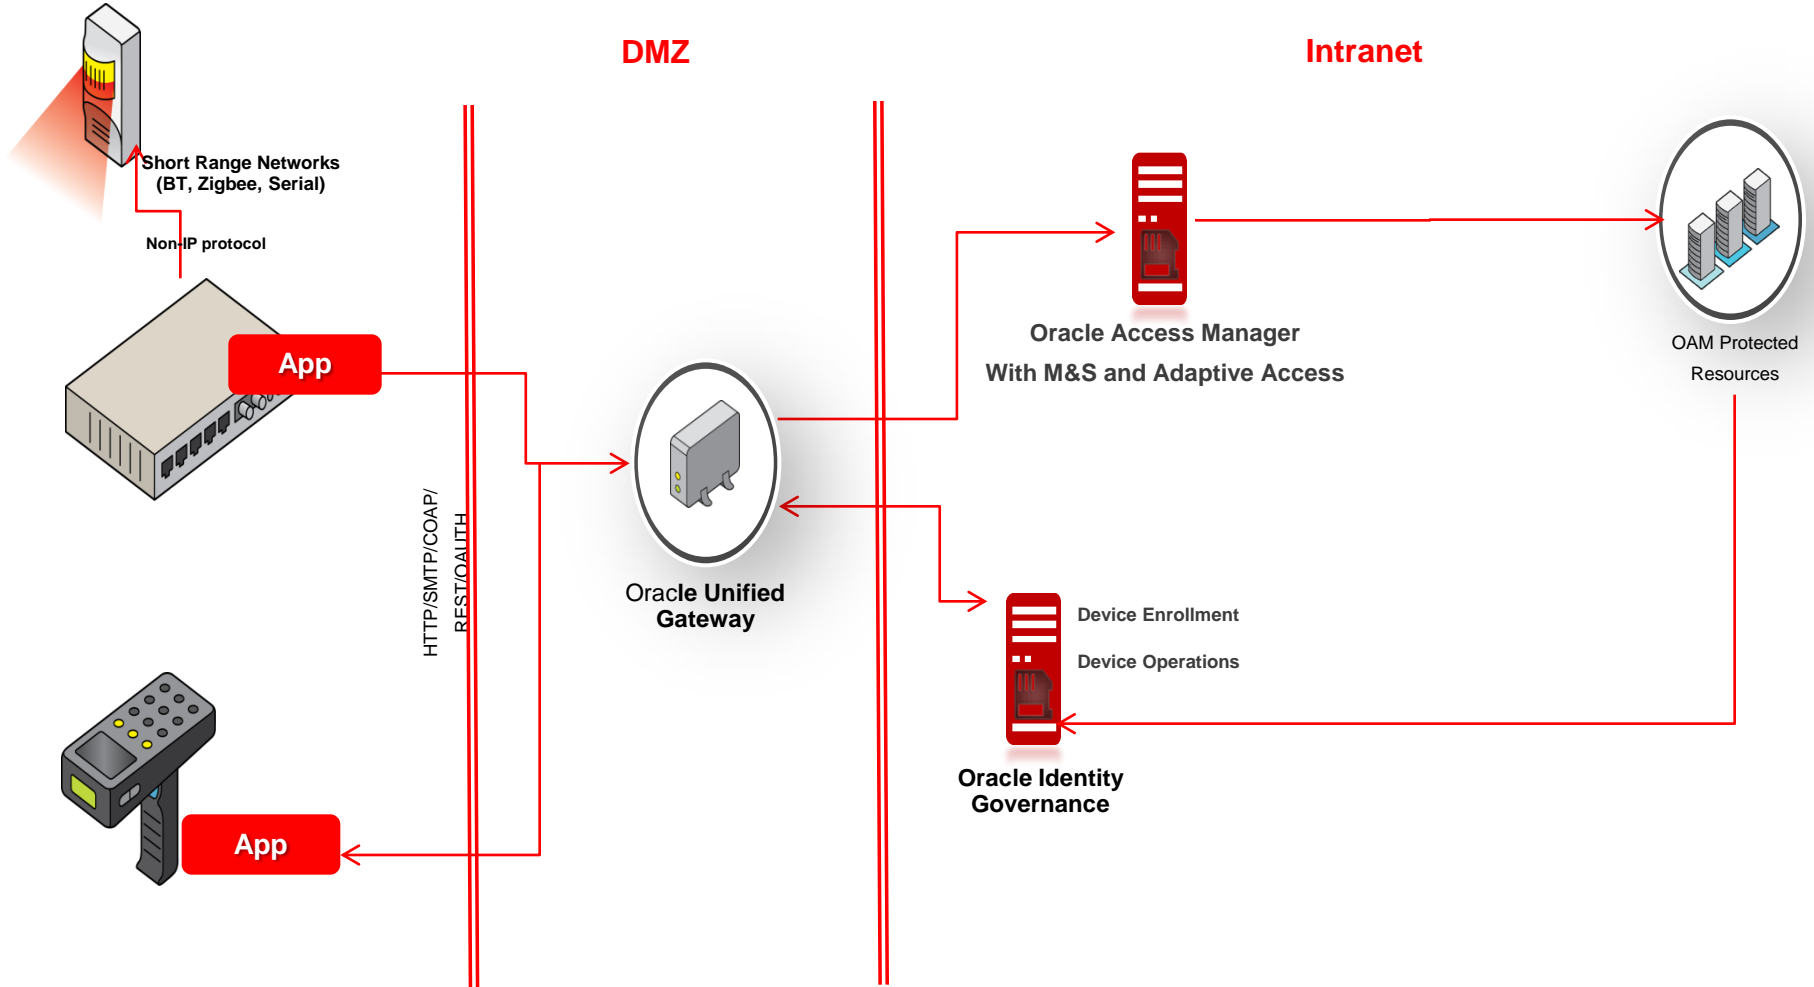 DMZ
Intranet
Short Range Networks
(BT, Zigbee, Serial)
Non-IP protocol
App
HTTP/SMTP/COAP/
REST/OAUTH
App
Oracle Unified
Gateway
Oracle Access Manager
With M&S and Adaptive Access
OAM Protected
Resources
Device Enrollment
Device Operations
Oracle Identity
Governance